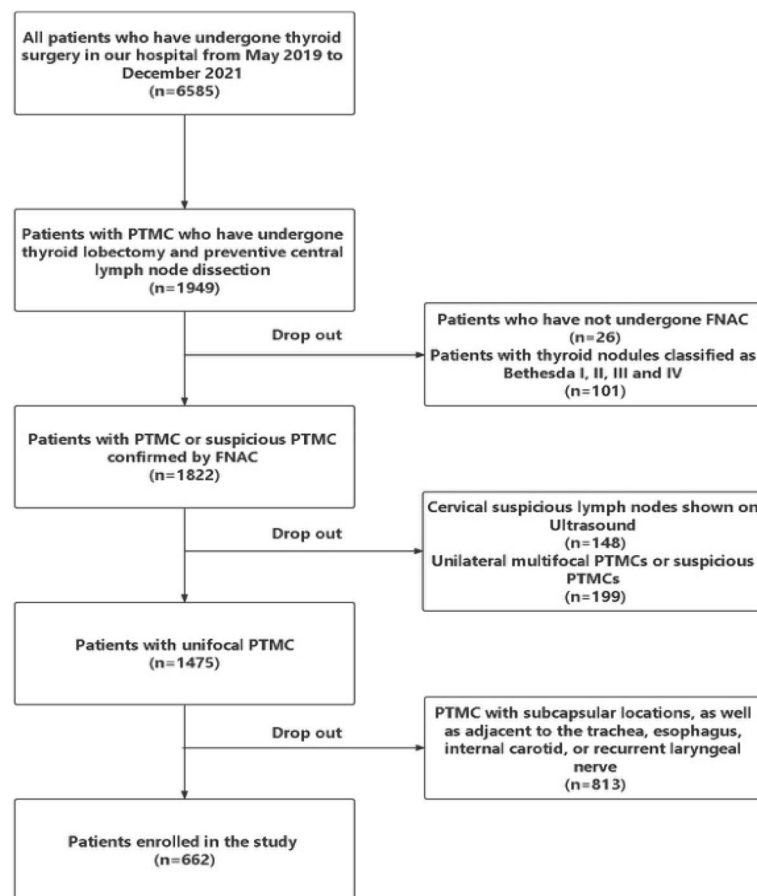 All patients who have undergone thyroid
surgery in our hospital from May 2019 to
December 2021
(n=6585)
Patients with PTMC who have undergone
thyroid lobectomy and preventive central
lymph node dissection
(n=1949)
Drop out
Patients who have not undergone FNAC
(n=26)
Patients with thyroid nodules classified as
Bethesda I, II, III and IV
(n=101)
Patients with PTMC or suspicious PTMC
confirmed by FNAC
(n=1822)
Drop out
Cervical suspicious lymph nodes shown on
Ultrasound
(n=148)
Unilateral multifocal PTMCs or suspicious
PTMCs
(n=199)
Patients with unifocal PTMC
(n=1475)
Drop out
PTMC with subcapsular locations, as well
as adjacent to the trachea, esophagus,
internal carotid, or recurrent laryngeal
nerve
(n=813)
Patients enrolled in the study
(n=662)